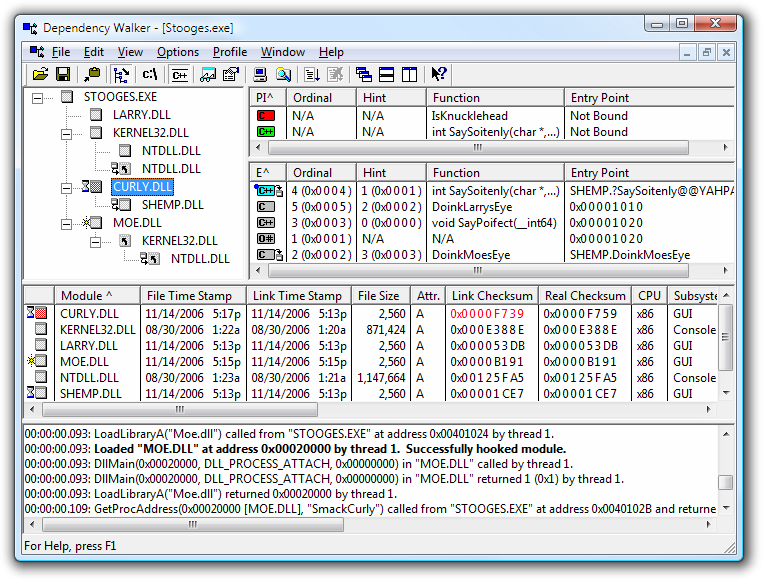 Dependency Walker - [Stooges.exe]
File Edit View Options Profile Window Help
c:\ C++
STOOGES.EXE
LARRY.DLL
KERNEL32.DLL
NTDLL.DLL
NTDLL.DLL
CURLY.DLL
SHEMP.DLL
MOE.DLL
KERNEL32.DLL
NTDLL.DLL
PI^ Ordinal Hint Function Entry Point
C N/A N/A IsKnucklehead Not Bound
C++ N/A N/A int SaySoitenly(char *,...) Not Bound
E^ Ordinal Hint Function Entry Point
C++ 4 (0x0004) 1 (0x0001) int SaySoitenly(char *,...) SHEMP.?SaySoitenly@@YAHPA
C 5 (0x0005) 2 (0x0002) DoinkLarrysEye 0x00001010
C++ 3 (0x0003) 0 (0x0000) void SayPoifect(__int64) 0x00001020
O# 1 (0x0001) N/A N/A 0x00001020
C 2 (0x0002) 3 (0x0003) DoinkMoesEye SHEMP.DoinkMoesEye
Module ^ File Time Stamp Link Time Stamp File Size Attr. Link Checksum Real Checksum CPU Subsyste
CURLY.DLL 11/14/2006 5:17p 11/14/2006 5:13p 2,560 A 0x0000F739 0x0000F759 x86 GUI
KERNEL32.DLL 08/30/2006 1:22a 08/30/2006 1:20a 871,424 A 0x000E388E 0x000E388E x86 Console
LARRY.DLL 11/14/2006 5:13p 11/14/2006 5:13p 2,560 A 0x000053DB 0x000053DB x86 GUI
MOE.DLL 11/14/2006 5:15p 11/14/2006 5:15p 2,560 A 0x0000B191 0x0000B191 x86 GUI
NTDLL.DLL 08/30/2006 1:23a 08/30/2006 1:21a 1,147,664 A 0x00125FA5 0x00125FA5 x86 Console
SHEMP.DLL 11/14/2006 5:13p 11/14/2006 5:13p 2,560 A 0x00001CE7 0x00001CE7 x86 GUI
00:00:00.093: LoadLibraryA("Moe.dll") called from "STOOGES.EXE" at address 0x00401024 by thread 1.
00:00:00.093: Loaded "MOE.DLL" at address 0x00020000 by thread 1. Successfully hooked module.
00:00:00.093: DllMain(0x00020000, DLL_PROCESS_ATTACH, 0x00000000) in "MOE.DLL" called by thread 1.
00:00:00.093: DllMain(0x00020000, DLL_PROCESS_ATTACH, 0x00000000) in "MOE.DLL" returned 1 (0x1) by thread 1.
00:00:00.093: LoadLibraryA("Moe.dll") returned 0x00020000 by thread 1.
00:00:00.109: GetProcAddress(0x00020000 [MOE.DLL], "SmackCurly") called from "STOOGES.EXE" at address 0x0040102B and returne
For Help, press F1